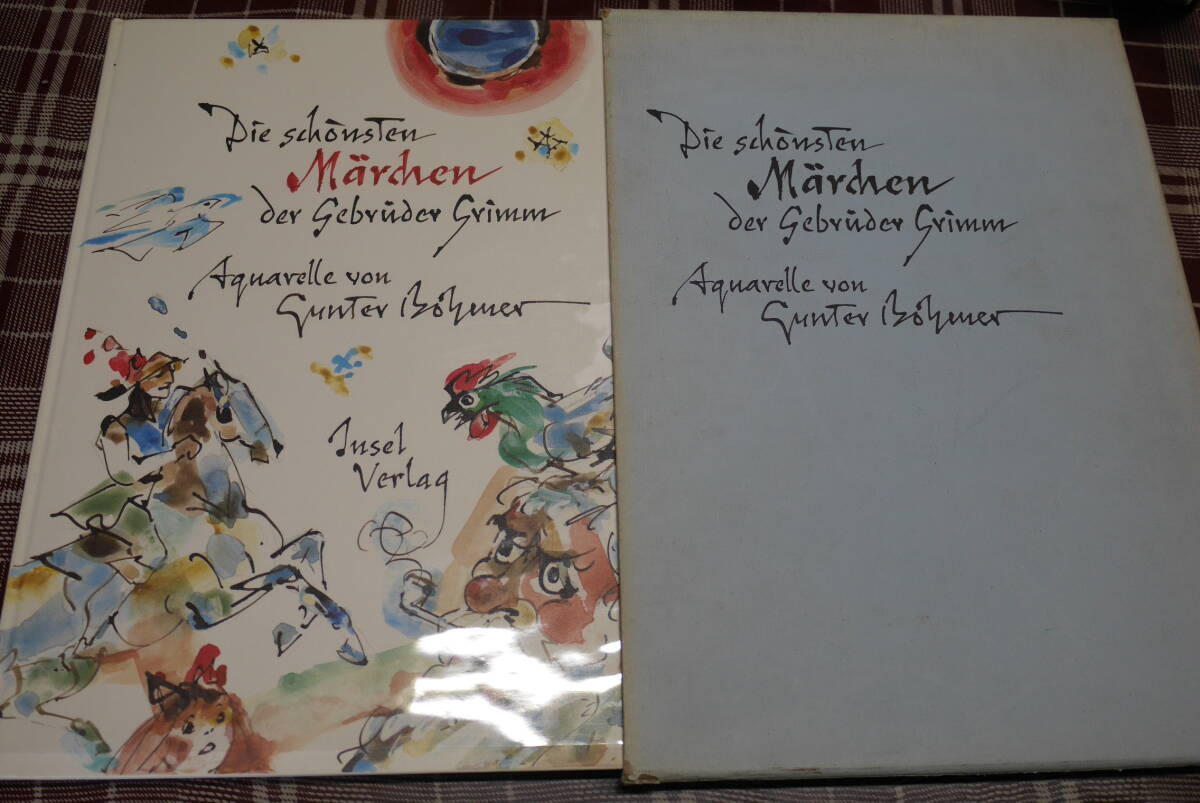 Die schönsten
Märchen
der Gebrüder Grimm
Aquarelle von
Gunter Böhmer
Insel
Verlag
Die schönsten
Märchen
der Gebrüder Grimm
Aquarelle von
Gunter Böhmer